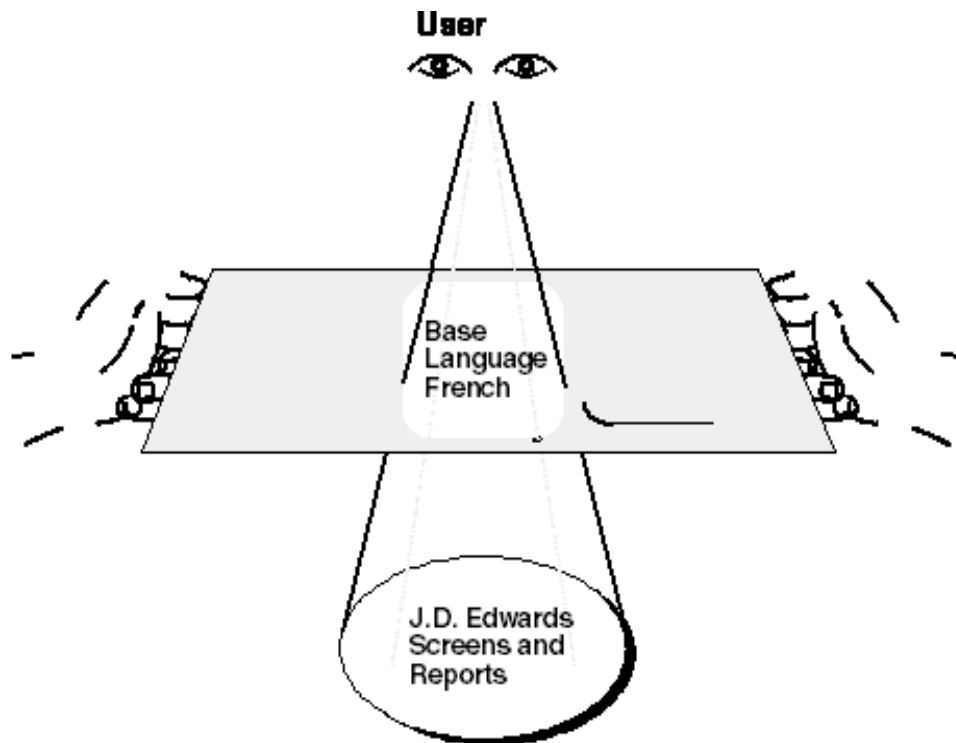 User
Base
Language
French
J.D. Edwards
Screens and
Reports